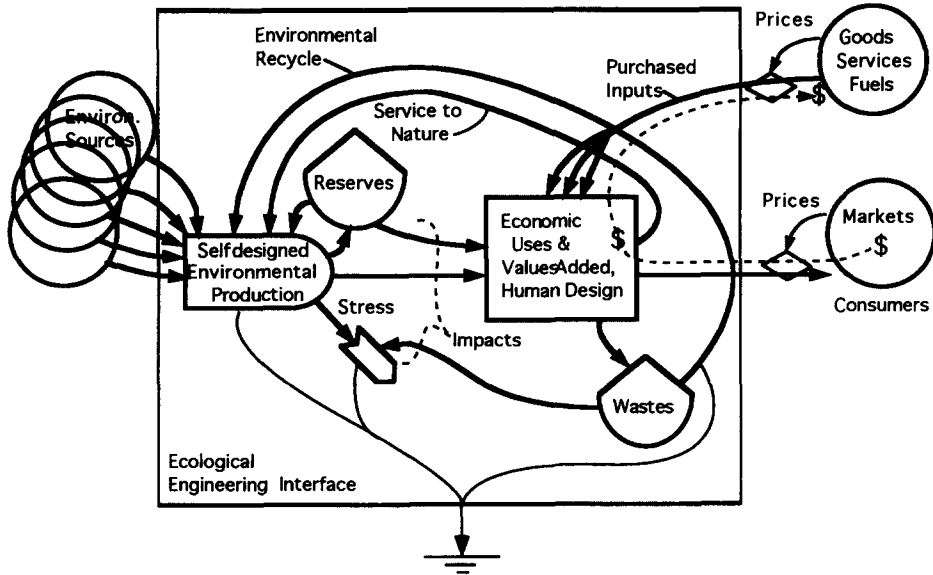 Environmental
Recycle
Prices
Goods
Services
Fuels
$
Purchased
Inputs
Environ.
Sources
Service to
Nature
Reserves
Economic
Uses &
ValuesAdded,
Human Design
$
Prices
Markets
$
Consumers
Selfdesigned
Environmental
Production
Stress
Impacts
Wastes
Ecological
Engineering Interface